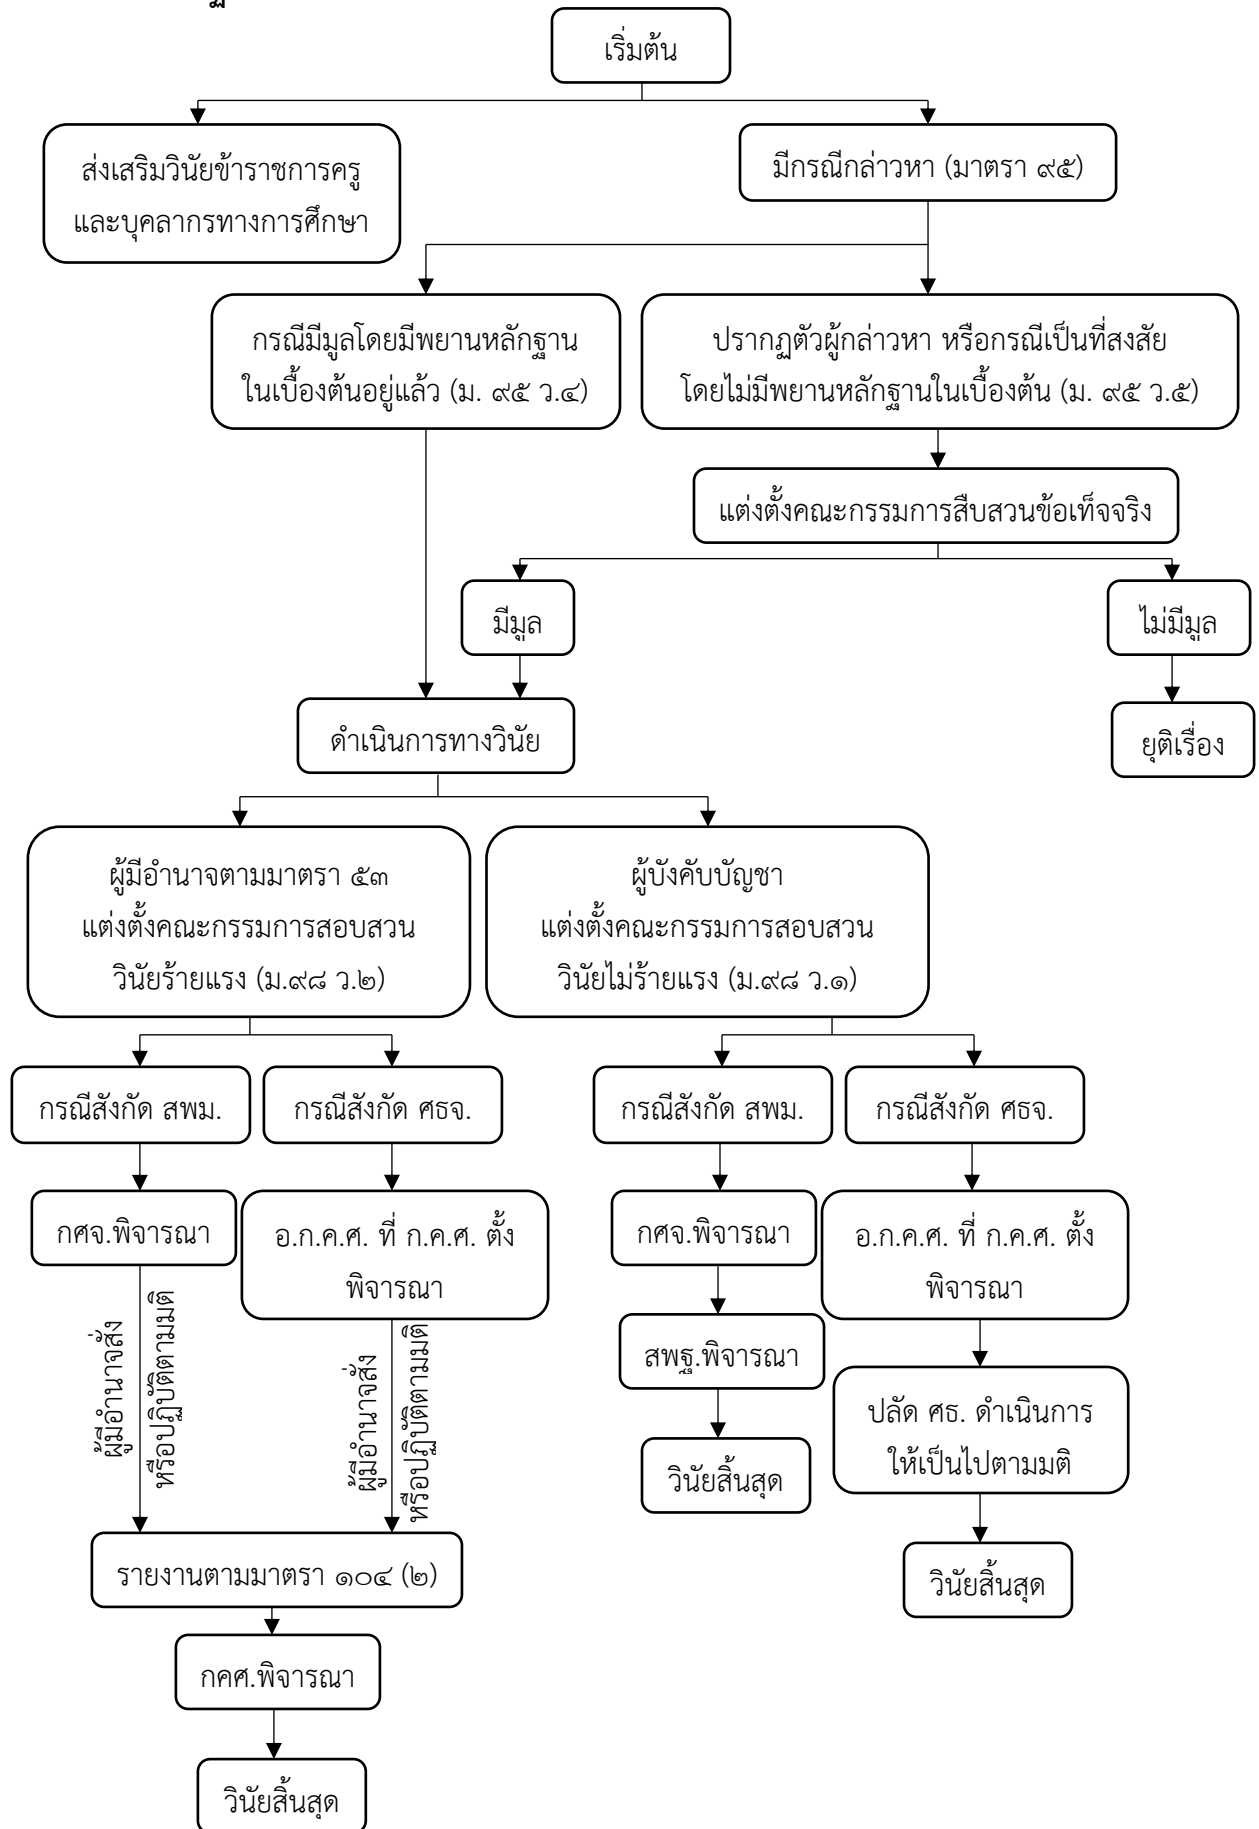 เริ่มต้น
ส่งเสริมวินัยข้าราชการครู
และบุคลากรทางการศึกษา
มีกรณีกล่าวหา (มาตรา ๙๕)
กรณีมีมูลโดยมีพยานหลักฐาน
ในเบื้องต้นอยู่แล้ว (ม. ๙๕ ว.๔)
ปรากฏตัวผู้กล่าวหา หรือกรณีเป็นที่สงสัย
โดยไม่มีพยานหลักฐานในเบื้องต้น (ม. ๙๕ ว.๕)
แต่งตั้งคณะกรรมการสืบสวนข้อเท็จจริง
มีมูล
ไม่มีมูล
ดำเนินการทางวินัย
ยุติเรื่อง
ผู้มีอำนาจตามมาตรา ๕๓
แต่งตั้งคณะกรรมการสอบสวน
วินัยร้ายแรง (ม.๙๘ ว.๒)
ผู้บังคับบัญชา
แต่งตั้งคณะกรรมการสอบสวน
วินัยไม่ร้ายแรง (ม.๙๘ ว.๑)
กรณีสังกัด สพม.
กรณีสังกัด ศธจ.
กรณีสังกัด สพม.
กรณีสังกัด ศธจ.
กศจ.พิจารณา
อ.ก.ค.ศ. ที่ ก.ค.ศ. ตั้ง
พิจารณา
กศจ.พิจารณา
อ.ก.ค.ศ. ที่ ก.ค.ศ. ตั้ง
พิจารณา
ผู้มีอำนาจสั่ง
หรือปฏิบัติตามมติ
ผู้มีอำนาจสั่ง
หรือปฏิบัติตามมติ
สพฐ.พิจารณา
ปลัด ศธ. ดำเนินการ
ให้เป็นไปตามมติ
วินัยสิ้นสุด
รายงานตามมาตรา ๑๐๔ (๒)
วินัยสิ้นสุด
กคศ.พิจารณา
วินัยสิ้นสุด